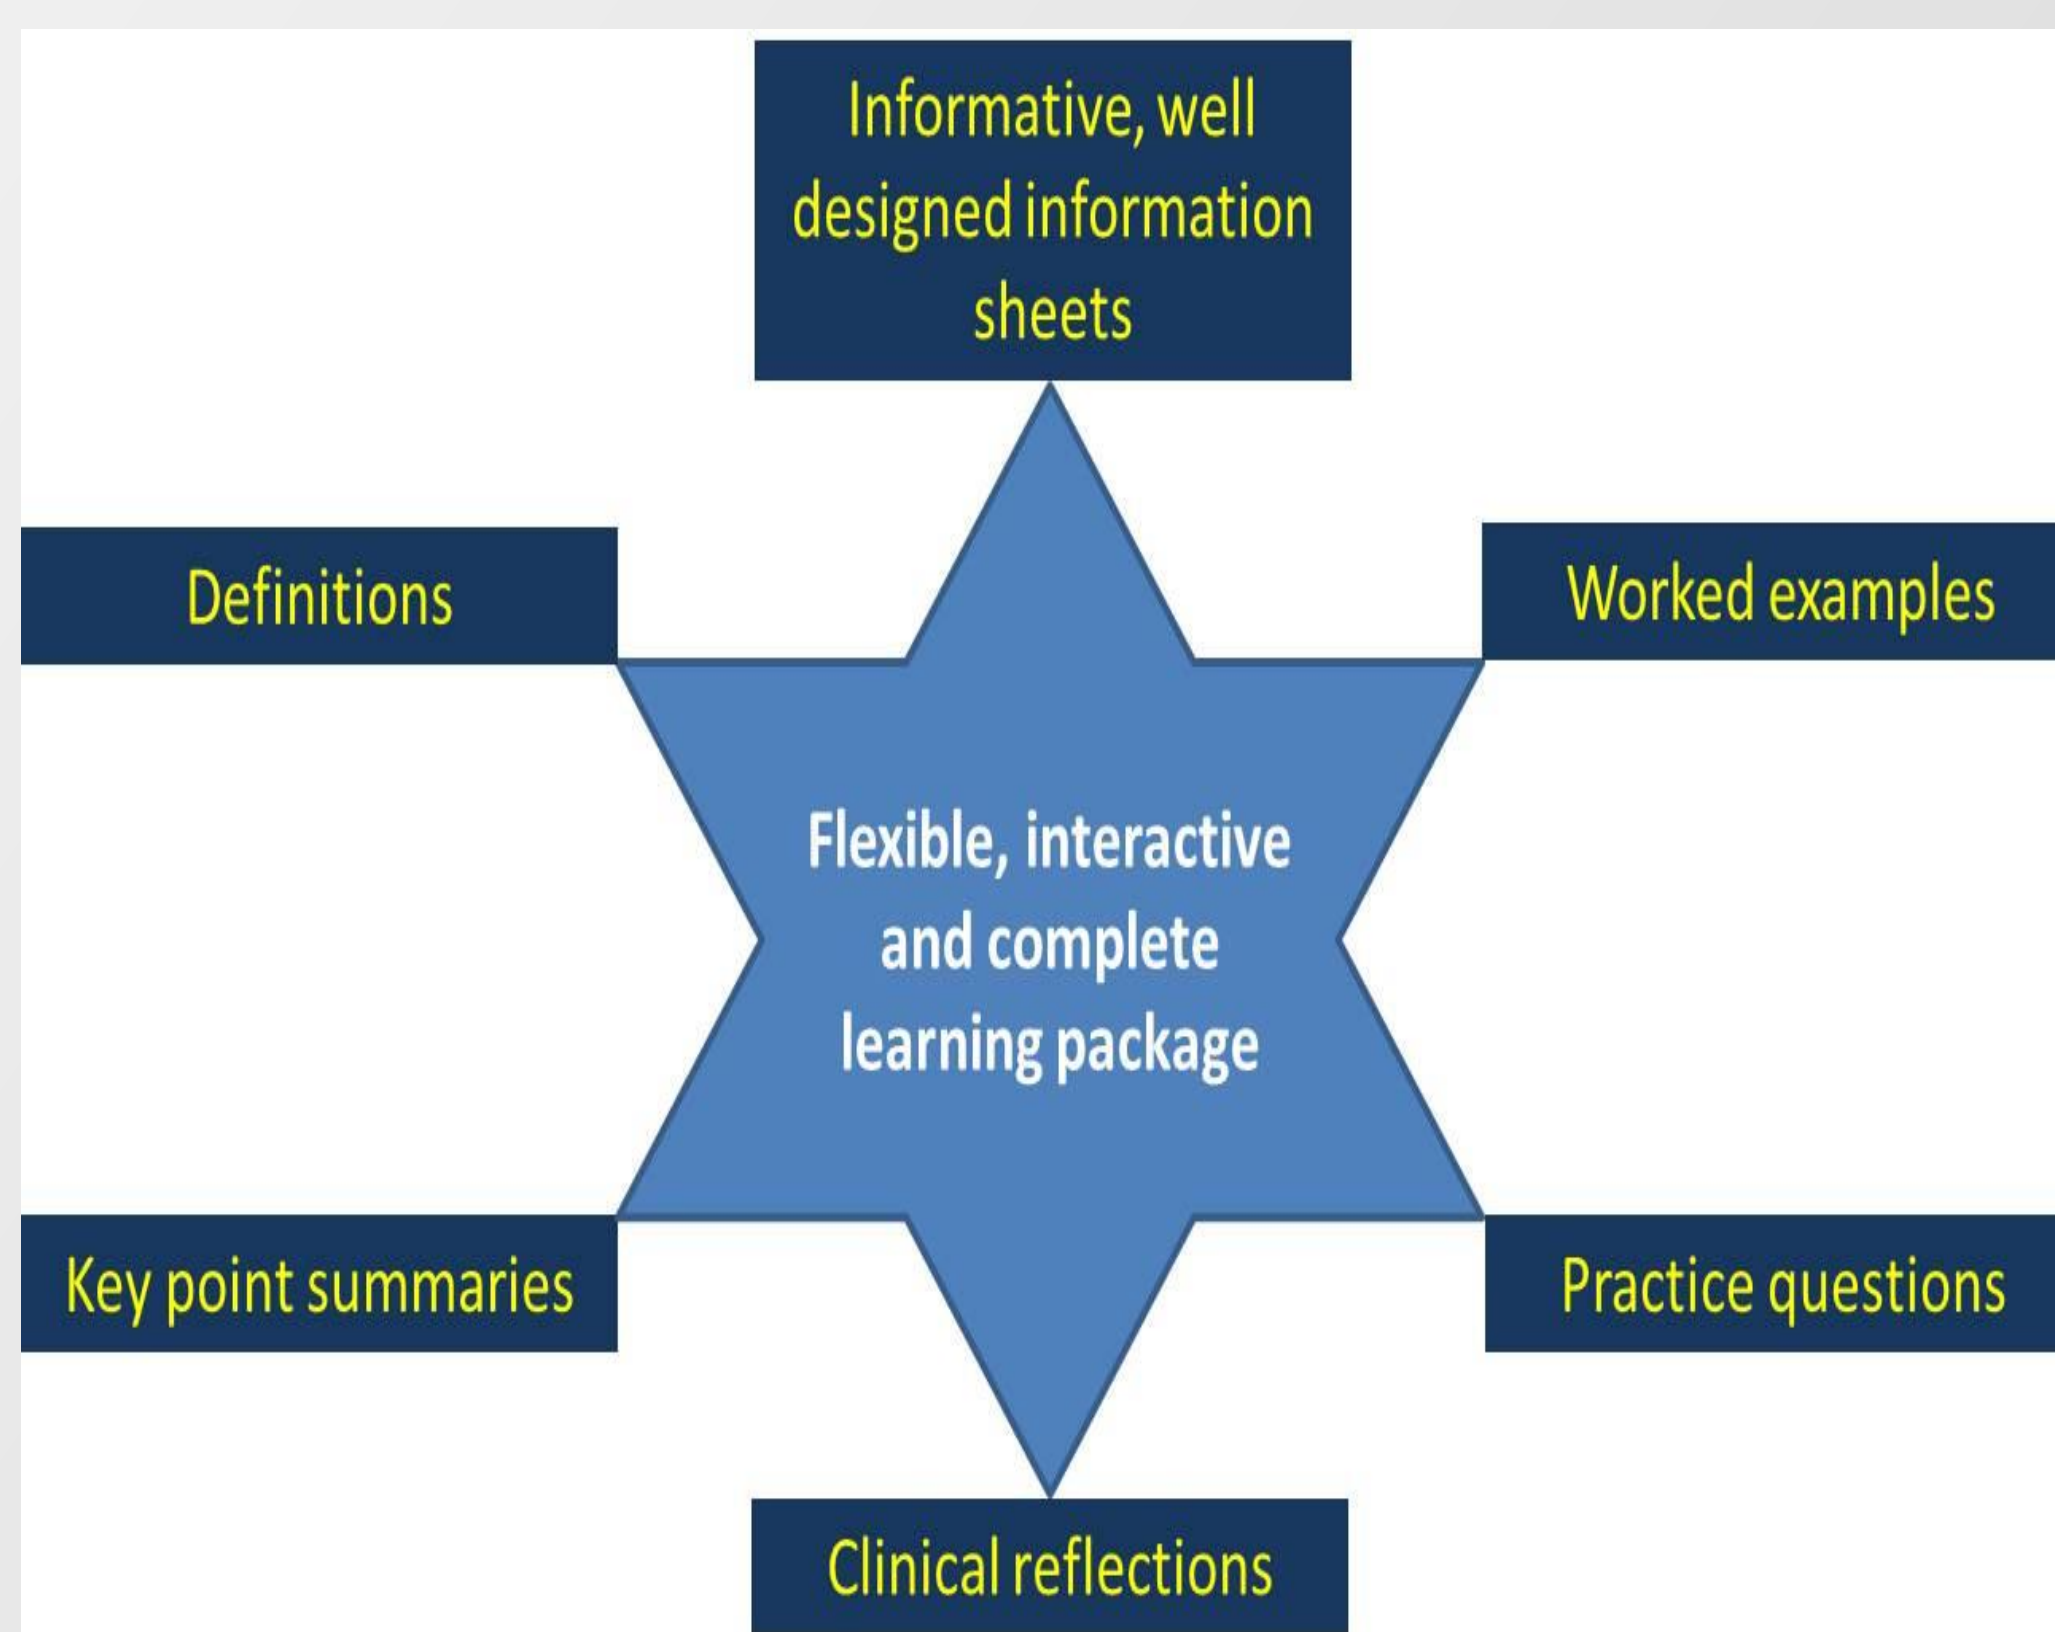 Informative, well
designed information
sheets
Definitions
Worked examples
Flexible, interactive
and complete
learning package
Key point summaries
Practice questions
Clinical reflections